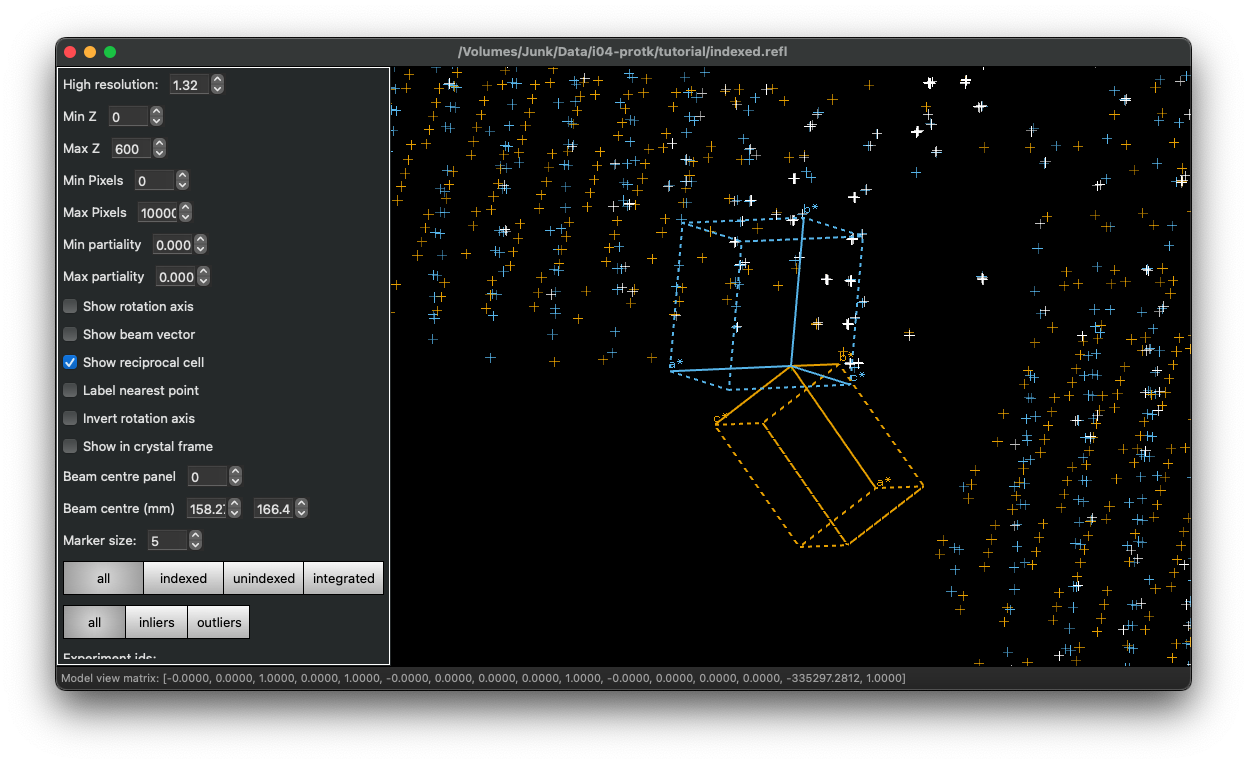 /Volumes/Junk/Data/i04-protk/tutorial/indexed.refl
High resolution: 1.32
Min Z 0
Max Z 600
Min Pixels 0
Max Pixels 10000
Min partiality 0.000
Max partiality 0.000
Show rotation axis
Show beam vector
Show reciprocal cell
Label nearest point
Invert rotation axis
Show in crystal frame
Beam centre panel 0
Beam centre (mm) 158.27 166.4
Marker size: 5
all indexed unindexed integrated
all inliers outliers
Experiment ids:
b*
a*
c*
b*
c*
a*
Model view matrix: [-0.0000, 0.0000, 1.0000, 0.0000, 1.0000, -0.0000, 0.0000, 0.0000, 0.0000, 1.0000, -0.0000, 0.0000, 0.0000, 0.0000, -335297.2812, 1.0000]